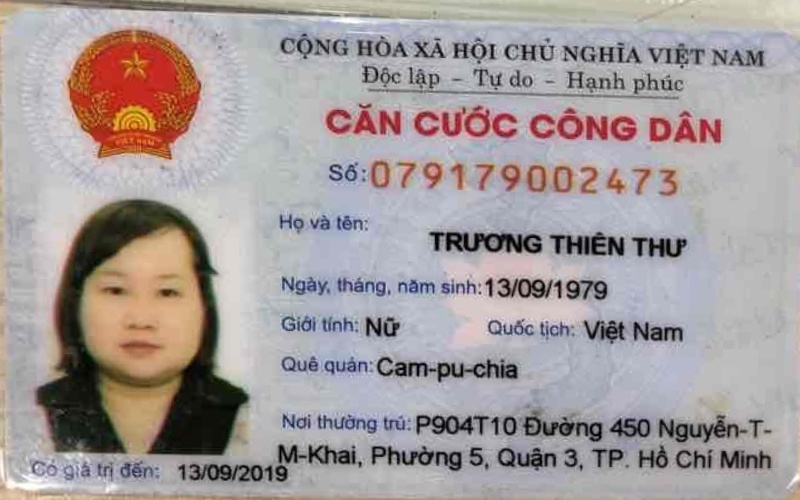 CỘNG HÒA XÃ HỘI CHỦ NGHĨA VIỆT NAM
Độc lập – Tự do – Hạnh phúc
CĂN CƯỚC CÔNG DÂN
Số: 079179002473
Họ và tên:
TRƯƠNG THIÊN THƯ
Ngày, tháng, năm sinh: 13/09/1979
Giới tính: Nữ Quốc tịch: Việt Nam
Quê quán: Cam-pu-chia
Nơi thường trú: P904T10 Đường 450 Nguyễn-T-
M-Khai, Phường 5, Quận 3, TP. Hồ Chí Minh
Có giá trị đến: 13/09/2019
VIỆT NAM